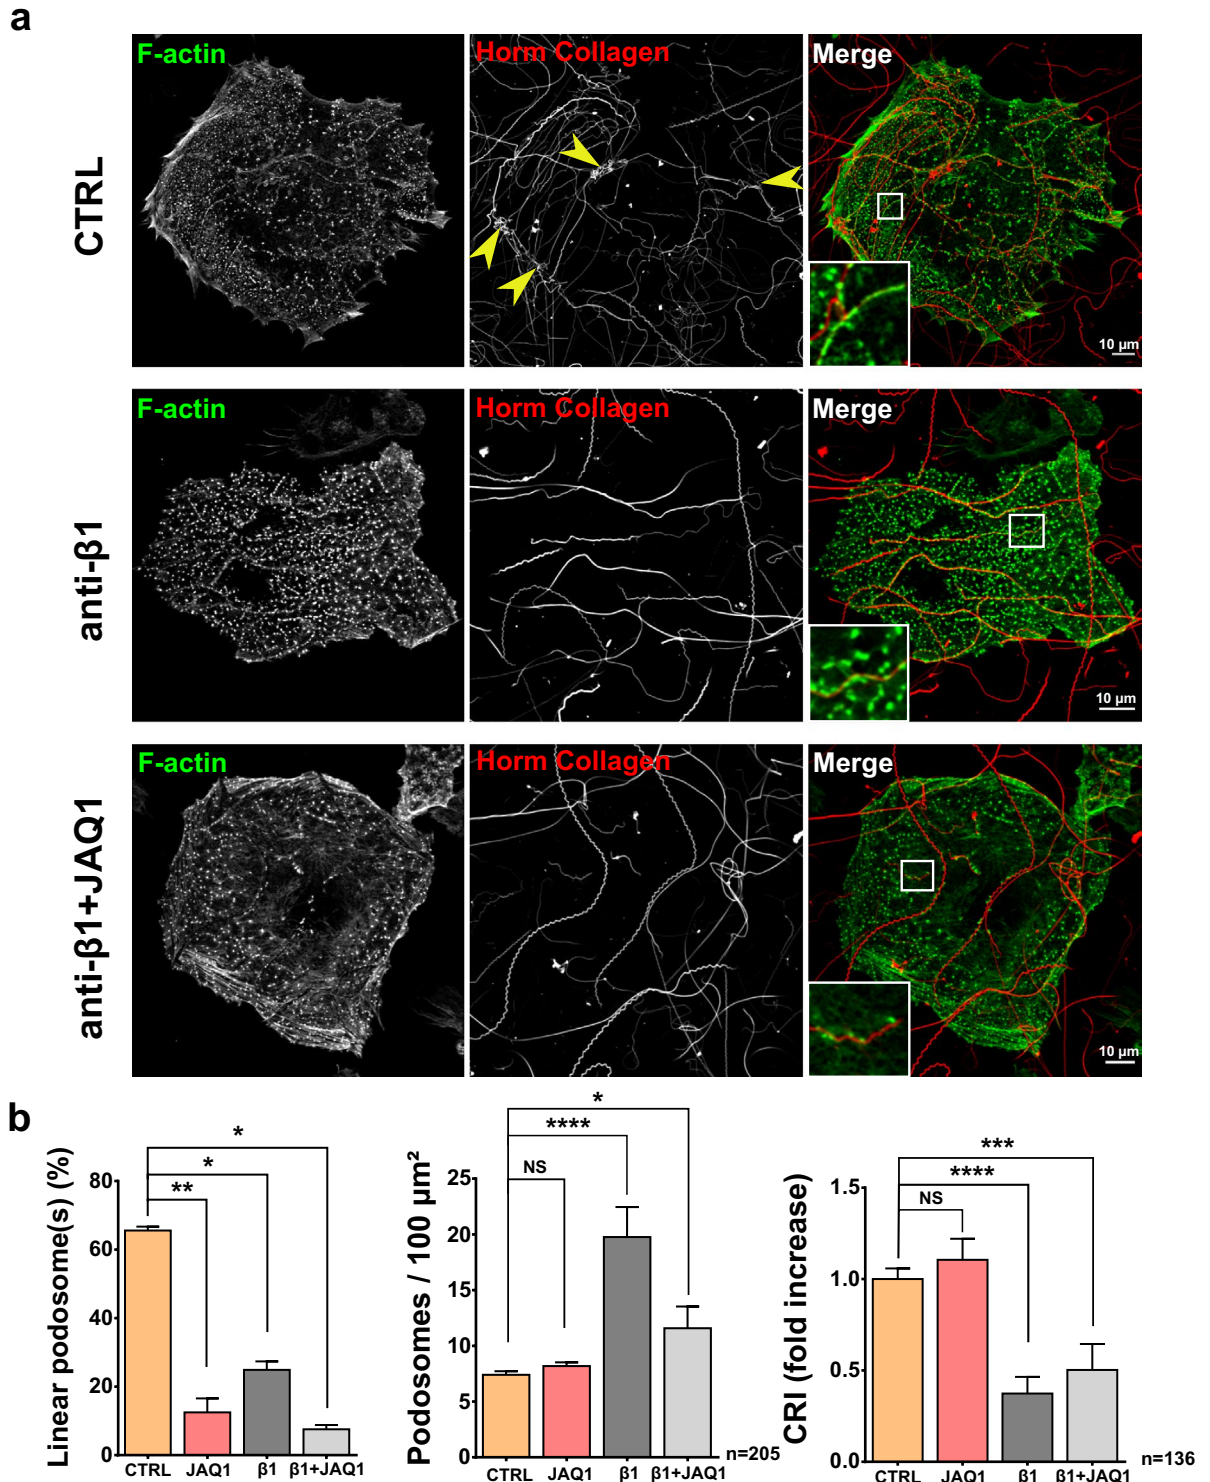 a
CTRL
F-actin
Horm Collagen
Merge
10 µm
anti-β1
F-actin
Horm Collagen
Merge
10 µm
anti-β1+JAQ1
F-actin
Horm Collagen
Merge
10 µm
b
Linear podosome(s) (%)
80
60
40
20
0
*
*
**
CTRL
JAQ1
β1
β1+JAQ1
Podosomes / 100 µm²
25
20
15
10
5
0
*
****
NS
CTRL
JAQ1
β1
β1+JAQ1
n=205
CRI (fold increase)
1.5
1.0
0.5
0.0
***
****
NS
CTRL
JAQ1
β1
β1+JAQ1
n=136